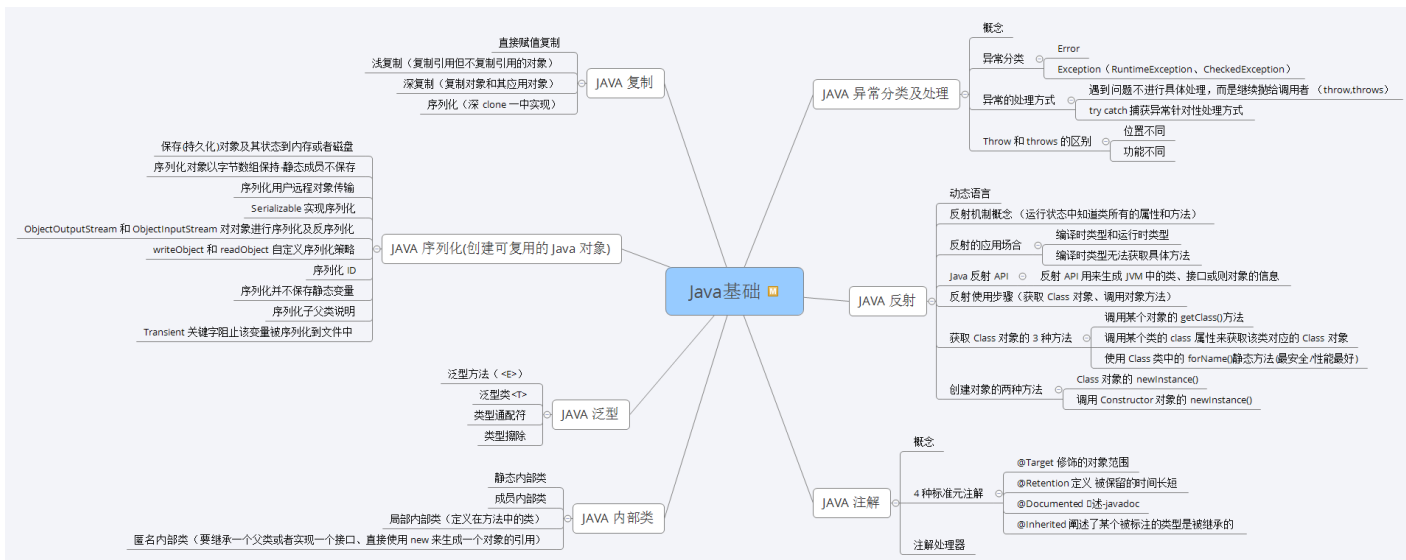 Java基础
JAVA 异常分类及处理
概念
异常分类
Error
Exception（RuntimeException、CheckedException）
异常的处理方式
遇到问题不进行具体处理，而是继续抛给调用者 （throw,throws）
try catch 捕获异常针对性处理方式
Throw 和 throws 的区别
位置不同
功能不同
JAVA 反射
动态语言
反射机制概念 （运行状态中知道类所有的属性和方法）
反射的应用场合
编译时类型和运行时类型
编译时类型无法获取具体方法
Java 反射 API
反射 API 用来生成 JVM 中的类、接口或则对象的信息
反射使用步骤（获取 Class 对象、调用对象方法）
获取 Class 对象的 3 种方法
调用某个对象的 getClass()方法
调用某个类的 class 属性来获取该类对应的 Class 对象
使用 Class 类中的 forName()静态方法(最安全/性能最好)
创建对象的两种方法
Class 对象的 newInstance()
调用 Constructor 对象的 newInstance()
JAVA 注解
概念
4 种标准元注解
@Target 修饰的对象范围
@Retention 定义 被保留的时间长短
@Documented 述-javadoc
@Inherited 阐述了某个被标注的类型是被继承的
注解处理器
JAVA 复制
直接赋值复制
浅复制（复制引用但不复制引用的对象）
深复制（复制对象和其应用对象）
序列化（深 clone 一中实现）
JAVA 序列化(创建可复用的 Java 对象)
保存(持久化)对象及其状态到内存或者磁盘
序列化对象以字节数组保持-静态成员不保存
序列化用户远程对象传输
Serializable 实现序列化
ObjectOutputStream 和 ObjectInputStream 对对象进行序列化及反序列化
writeObject 和 readObject 自定义序列化策略
序列化 ID
序列化并不保存静态变量
序列化子父类说明
Transient 关键字阻止该变量被序列化到文件中
JAVA 泛型
泛型方法（ <E>）
泛型类<T>
类型通配符
类型擦除
JAVA 内部类
静态内部类
成员内部类
局部内部类（定义在方法中的类）
匿名内部类（要继承一个父类或者实现一个接口、直接使用 new 来生成一个对象的引用）